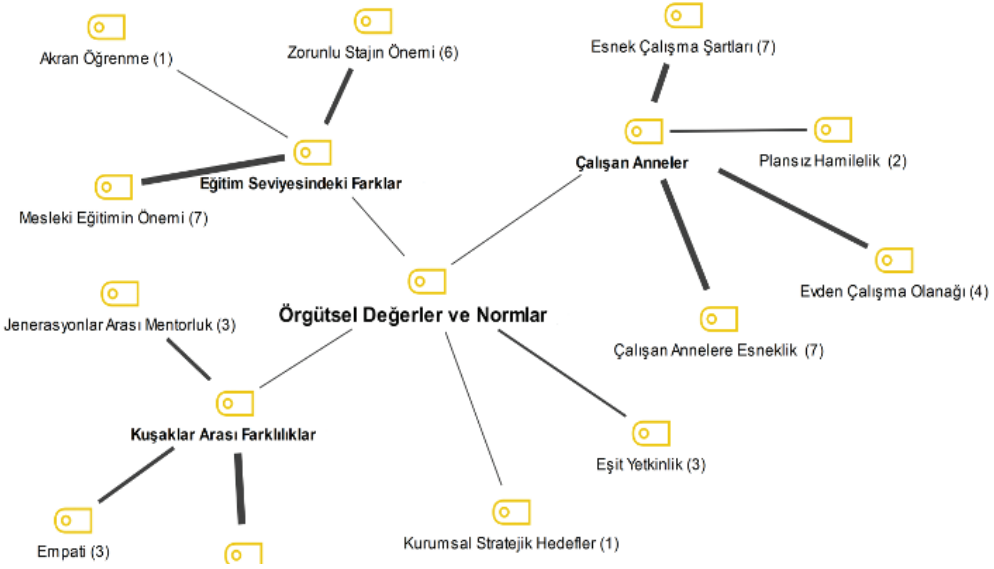 Akran Öğrenme (1)
Zorunlu Stajın Önemi (6)
Esnek Çalışma Şartları (7)
Eğitim Seviyesindeki Farklar
Mesleki Eğitimin Önemi (7)
Çalışan Anneler
Plansız Hamilelik (2)
Evden Çalışma Olanağı (4)
Çalışan Annelere Esneklik (7)
Örgütsel Değerler ve Normlar
Jenerasyonlar Arası Mentorluk (3)
Kuşaklar Arası Farklılıklar
Eşit Yetkinlik (3)
Empati (3)
Kurumsal Stratejik Hedefler (1)